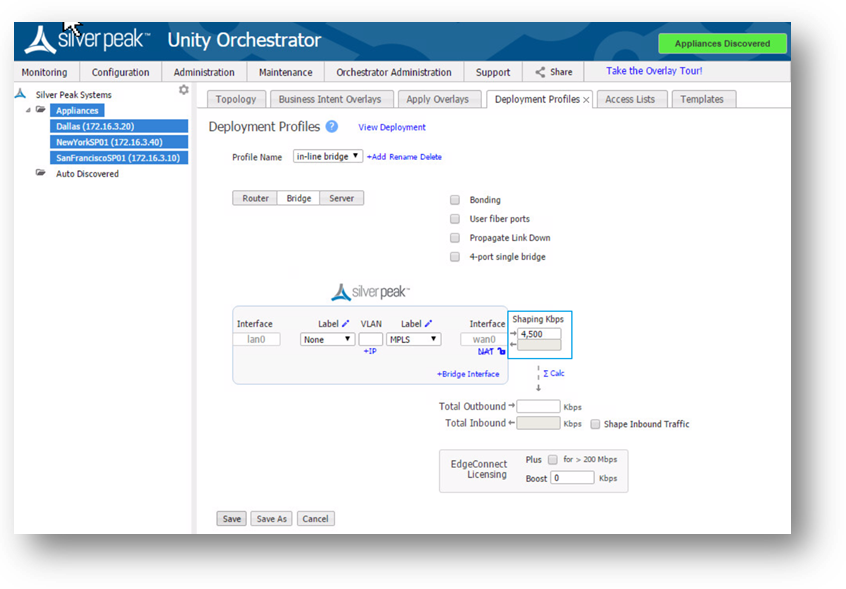 silver peak™ Unity Orchestrator Appliances Discovered
Monitoring Configuration Administration Maintenance Orchestrator Administration Support Share Take the Overlay Tour!
Silver Peak Systems
Appliances
Dallas (172.16.3.20)
NewYorkSP01 (172.16.3.40)
SanFranciscoSP01 (172.16.3.10)
Auto Discovered
Topology Business Intent Overlays Apply Overlays Deployment Profiles × Access Lists Templates
Deployment Profiles ? View Deployment
Profile Name in-line bridge ▼ +Add Rename Delete
Router Bridge Server
Bonding
User fiber ports
Propagate Link Down
4-port single bridge
silver peak™
Interface Label VLAN Label Interface Shaping Kbps
lan0 None ▼ MPLS ▼ wan0 → 4,500
+IP NAT ←
+Bridge Interface Σ Calc
Total Outbound → Kbps
Total Inbound ← Kbps Shape Inbound Traffic
EdgeConnect Licensing
Plus for > 200 Mbps
Boost 0 Kbps
Save Save As Cancel